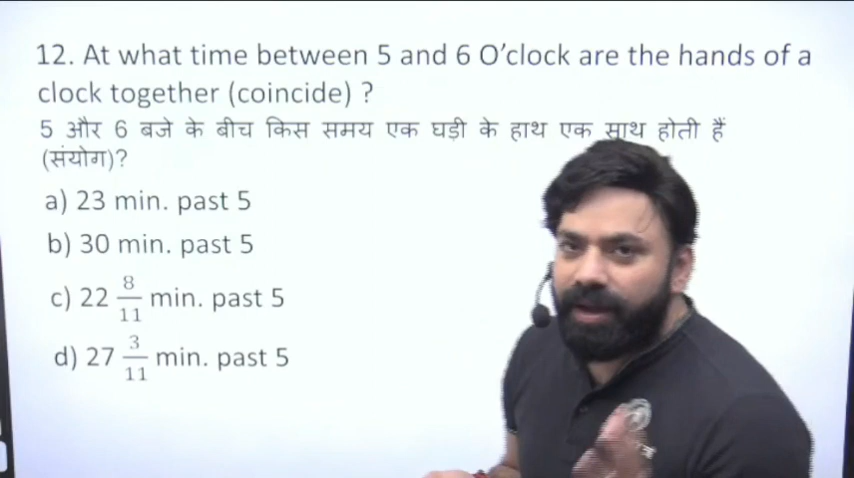 12. At what time between 5 and 6 O'clock are the hands of a
clock together (coincide) ?
5 और 6 बजे के बीच किस समय एक घड़ी के हाथ एक साथ होती हैं
(संयोग)?
a) 23 min. past 5
b) 30 min. past 5
c) 22 8/11 min. past 5
d) 27 3/11 min. past 5